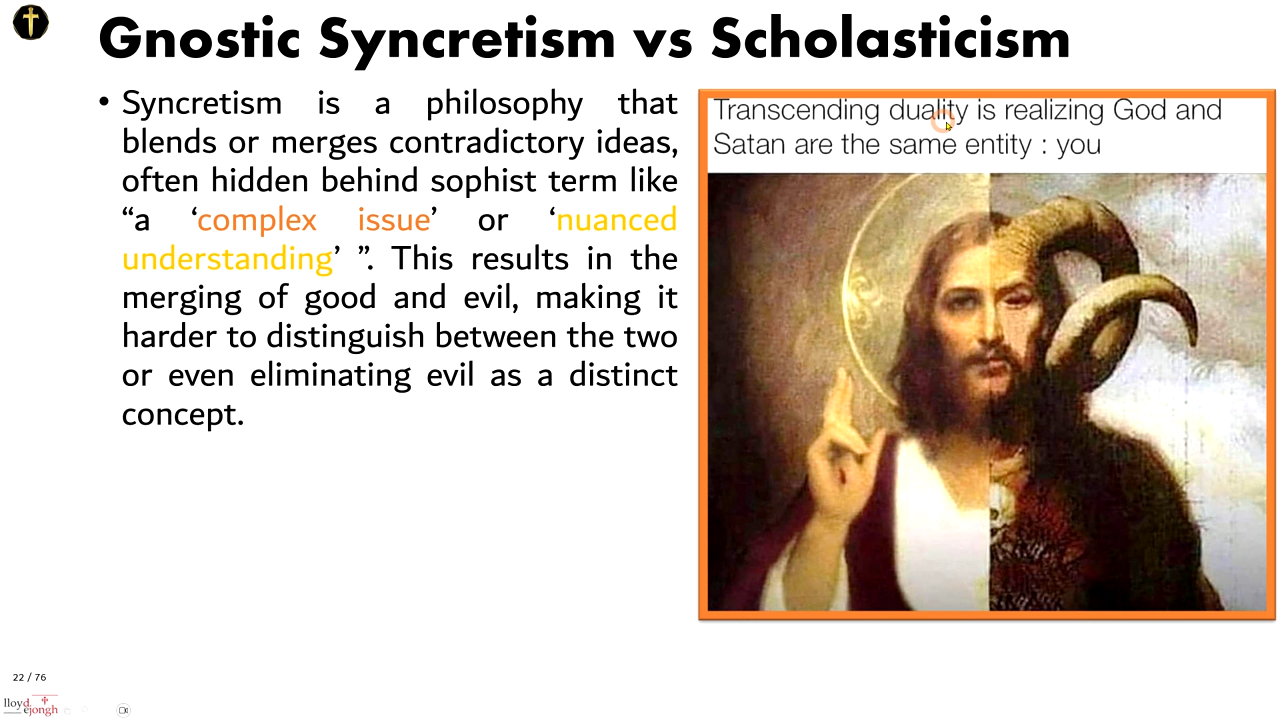 Gnostic Syncretism vs Scholasticism
• Syncretism is a philosophy that
blends or merges contradictory ideas,
often hidden behind sophist term like
“a ‘complex issue’ or ‘nuanced
understanding’ ”. This results in the
merging of good and evil, making it
harder to distinguish between the two
or even eliminating evil as a distinct
concept.
Transcending duality is realizing God and
Satan are the same entity : you
22 / 76
lloyd
dejongh